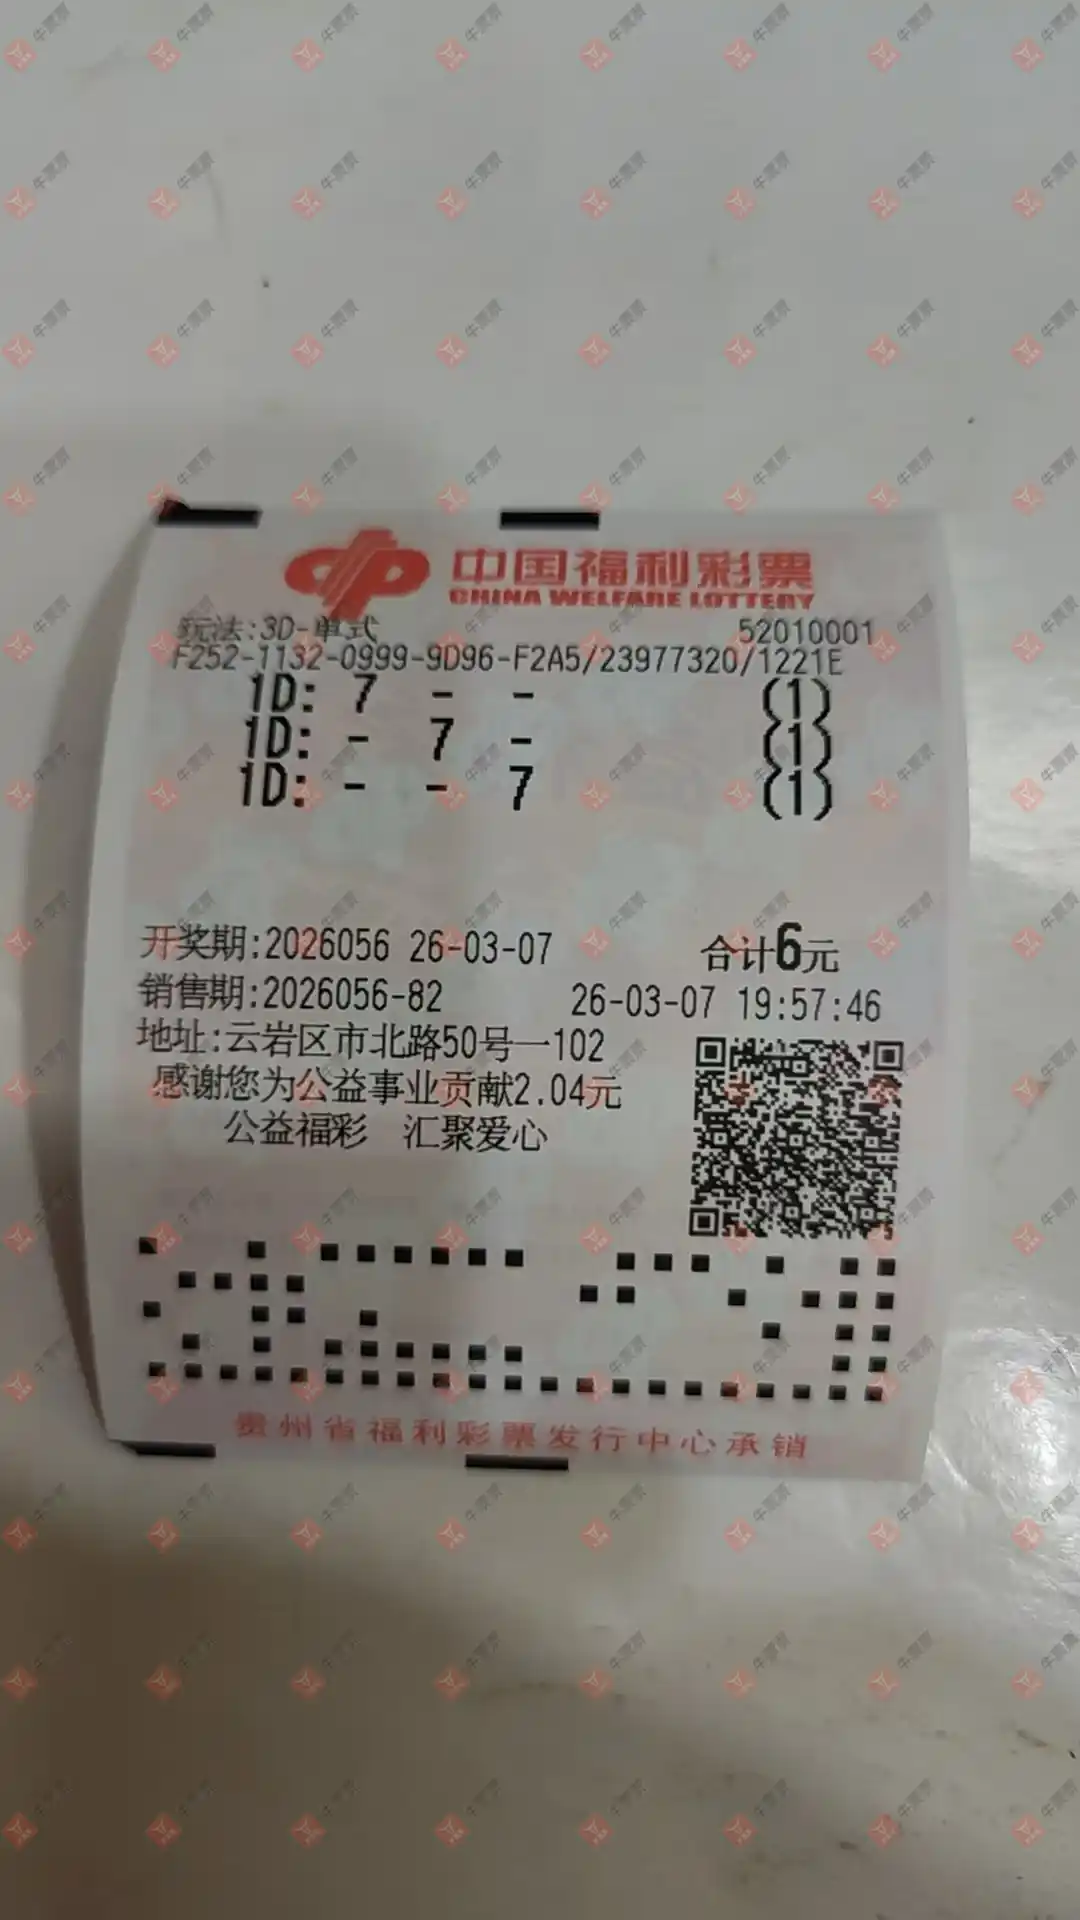 中国福利彩票
CHINA WELFARE LOTTERY
玩法:3D-单式 52010001
F252-1132-0999-9D96-F2A5/23977320/1221E
1D: 7 - - (1)
1D: - 7 - (1)
1D: - - 7 (1)
开奖期:2026056 26-03-07 合计6元
销售期:2026056-82 26-03-07 19:57:46
地址:云岩区市北路50号一102
感谢您为公益事业贡献2.04元
公益福彩 汇聚爱心
贵州省福利彩票发行中心承销